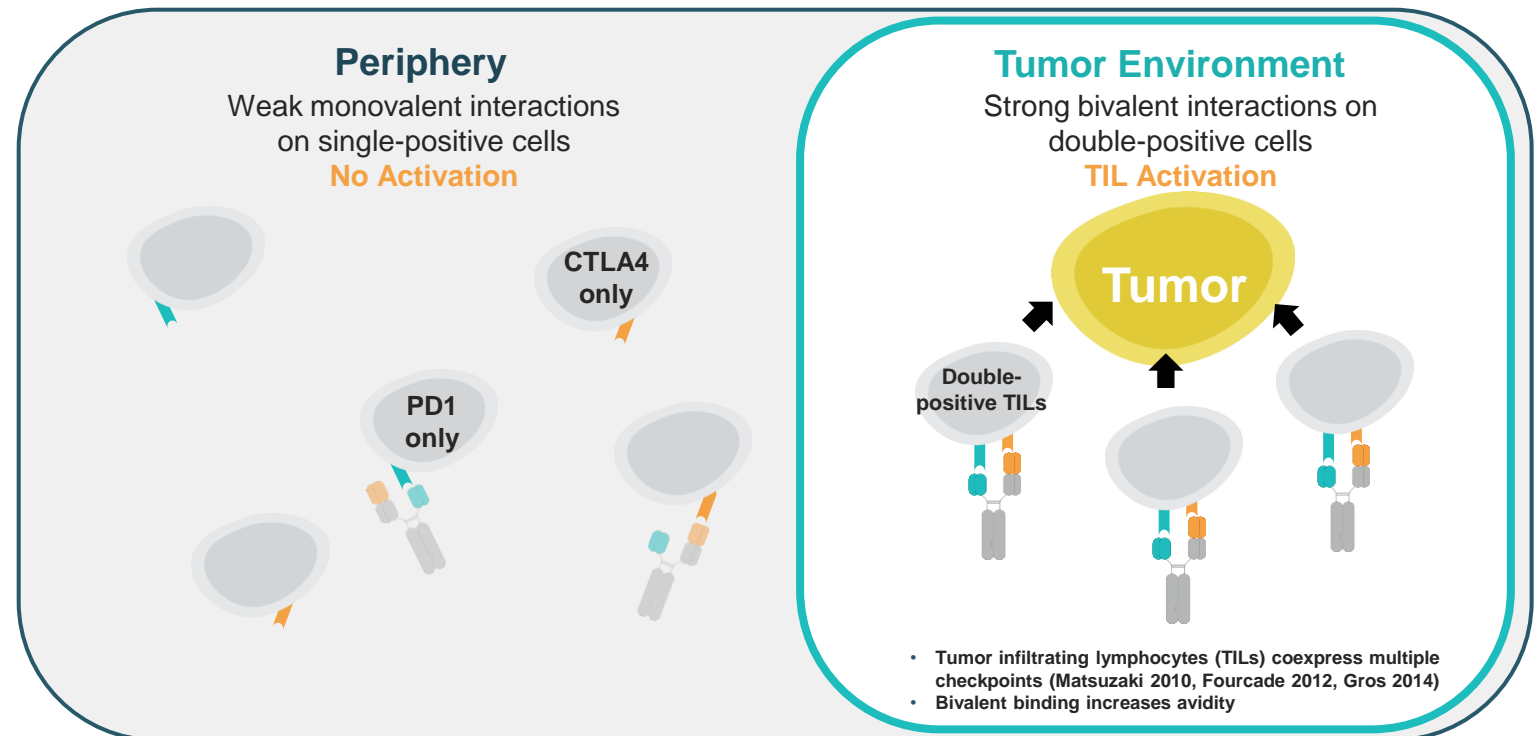 Periphery
Weak monovalent interactions
on single-positive cells
No Activation
CTLA4
only
PD1
only
Tumor Environment
Strong bivalent interactions on
double-positive cells
TIL Activation
Tumor
Double-
positive TILs
• Tumor infiltrating lymphocytes (TILs) coexpress multiple
checkpoints (Matsuzaki 2010, Fourcade 2012, Gros 2014)
• Bivalent binding increases avidity